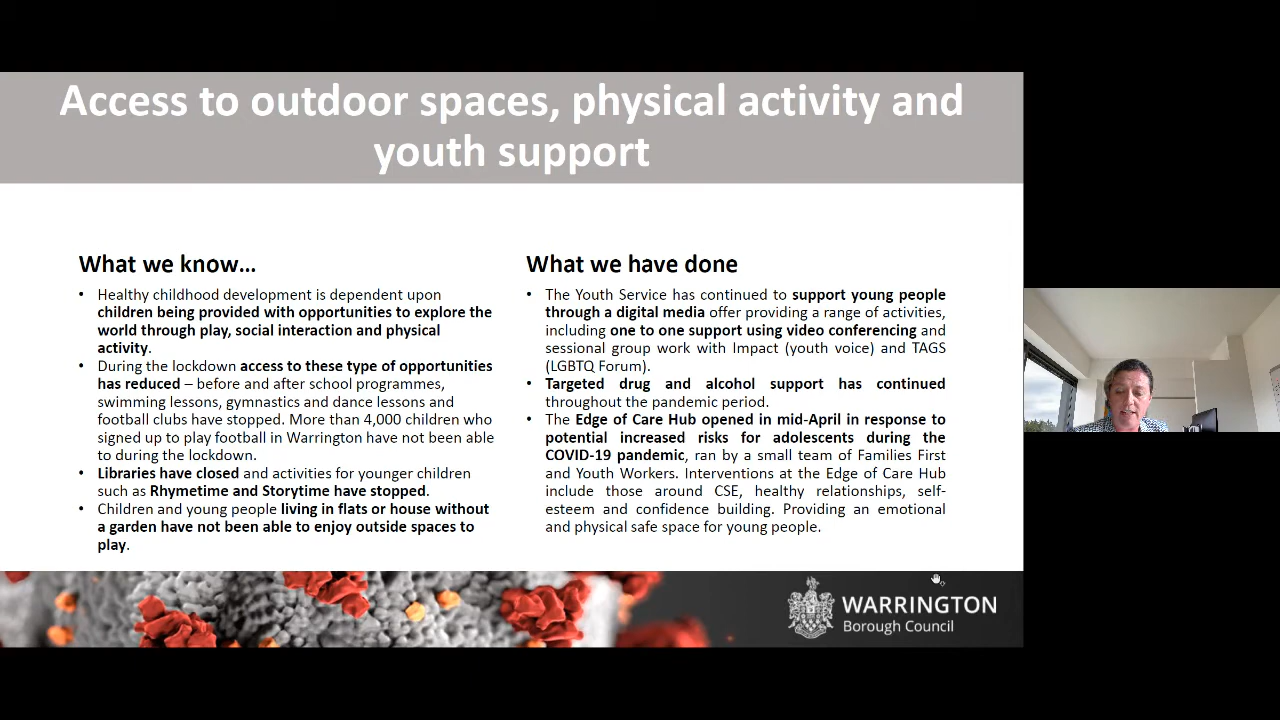 Access to outdoor spaces, physical activity and
youth support
What we know...
• Healthy childhood development is dependent upon
children being provided with opportunities to explore the
world through play, social interaction and physical
activity.
• During the lockdown access to these type of opportunities
has reduced – before and after school programmes,
swimming lessons, gymnastics and dance lesson and
football clubs have stopped. More than 4,000 children who
signed up to play football in Warrington have not been able
to during the lockdown.
• Libraries have closed and activities for younger children
such as Rhymetime and Storytime have stopped.
• Children and young people living in flats or house without
a garden have not been able to enjoy outside spaces to
play.
What we have done
• The Youth Service has continued to support young people
through a digital media offer providing a range of activities,
including one to one support using video conferencing and
sessional group work with Impact (youth voice) and TAGS
(LGBTQ Forum).
• Targeted drug and alcohol support has continued
throughout the pandemic period.
• The Edge of Care Hub opened in mid-April in response to
potential increased risks for adolescents during the
COVID-19 pandemic, ran by a small team of Families First
and Youth Workers. Interventions at the Edge of Care Hub
include those around CSE, healthy relationships, self-
esteem and confidence building. Providing an emotional
and physical safe space for young people.
WARRINGTON
Borough Council